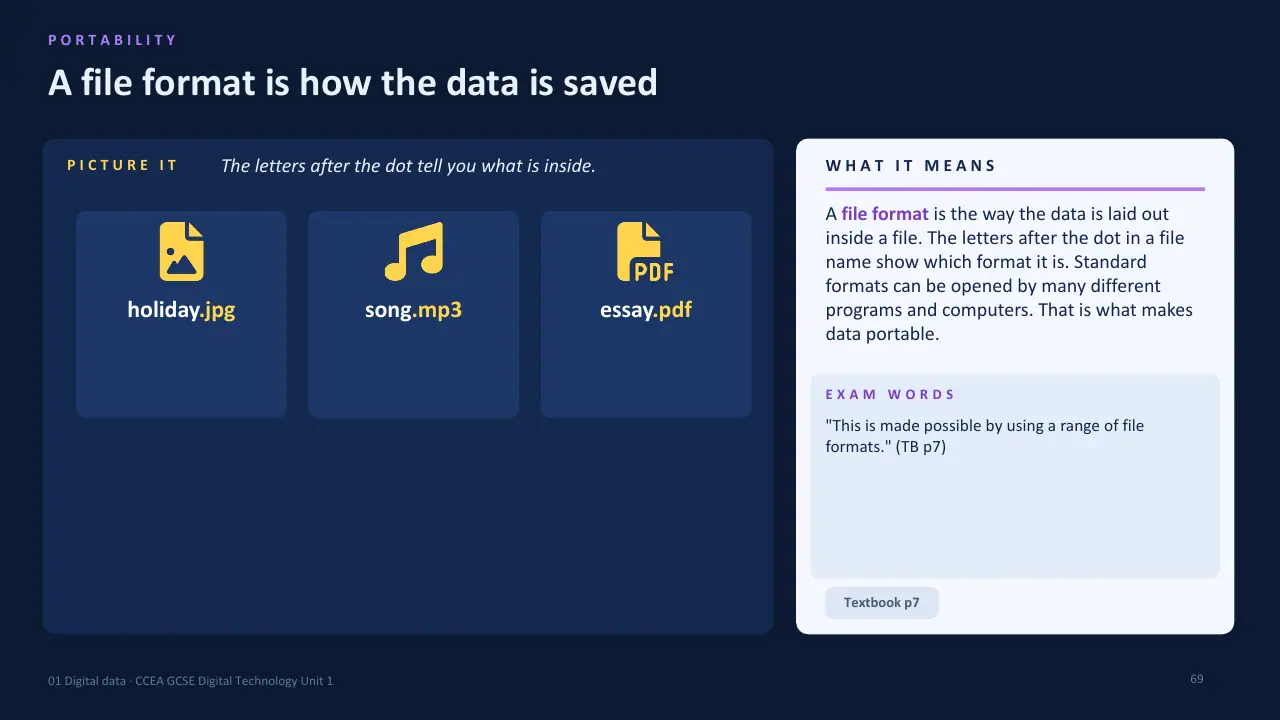 PORTABILITY
A file format is how the data is saved
PICTURE IT
The letters after the dot tell you what is inside.
PDF
holiday.jpg
song.mp3
essay.pdf
WHAT IT MEANS
A file format is the way the data is laid out
inside a file. The letters after the dot in a file
name show which format it is. Standard
formats can be opened by many different
programs and computers. That is what makes
data portable.
EXAM WORDS
"This is made possible by using a range of file
formats." (TB p7)
Textbook p7
01 Digital data · CCEA GCSE Digital Technology Unit 1
69